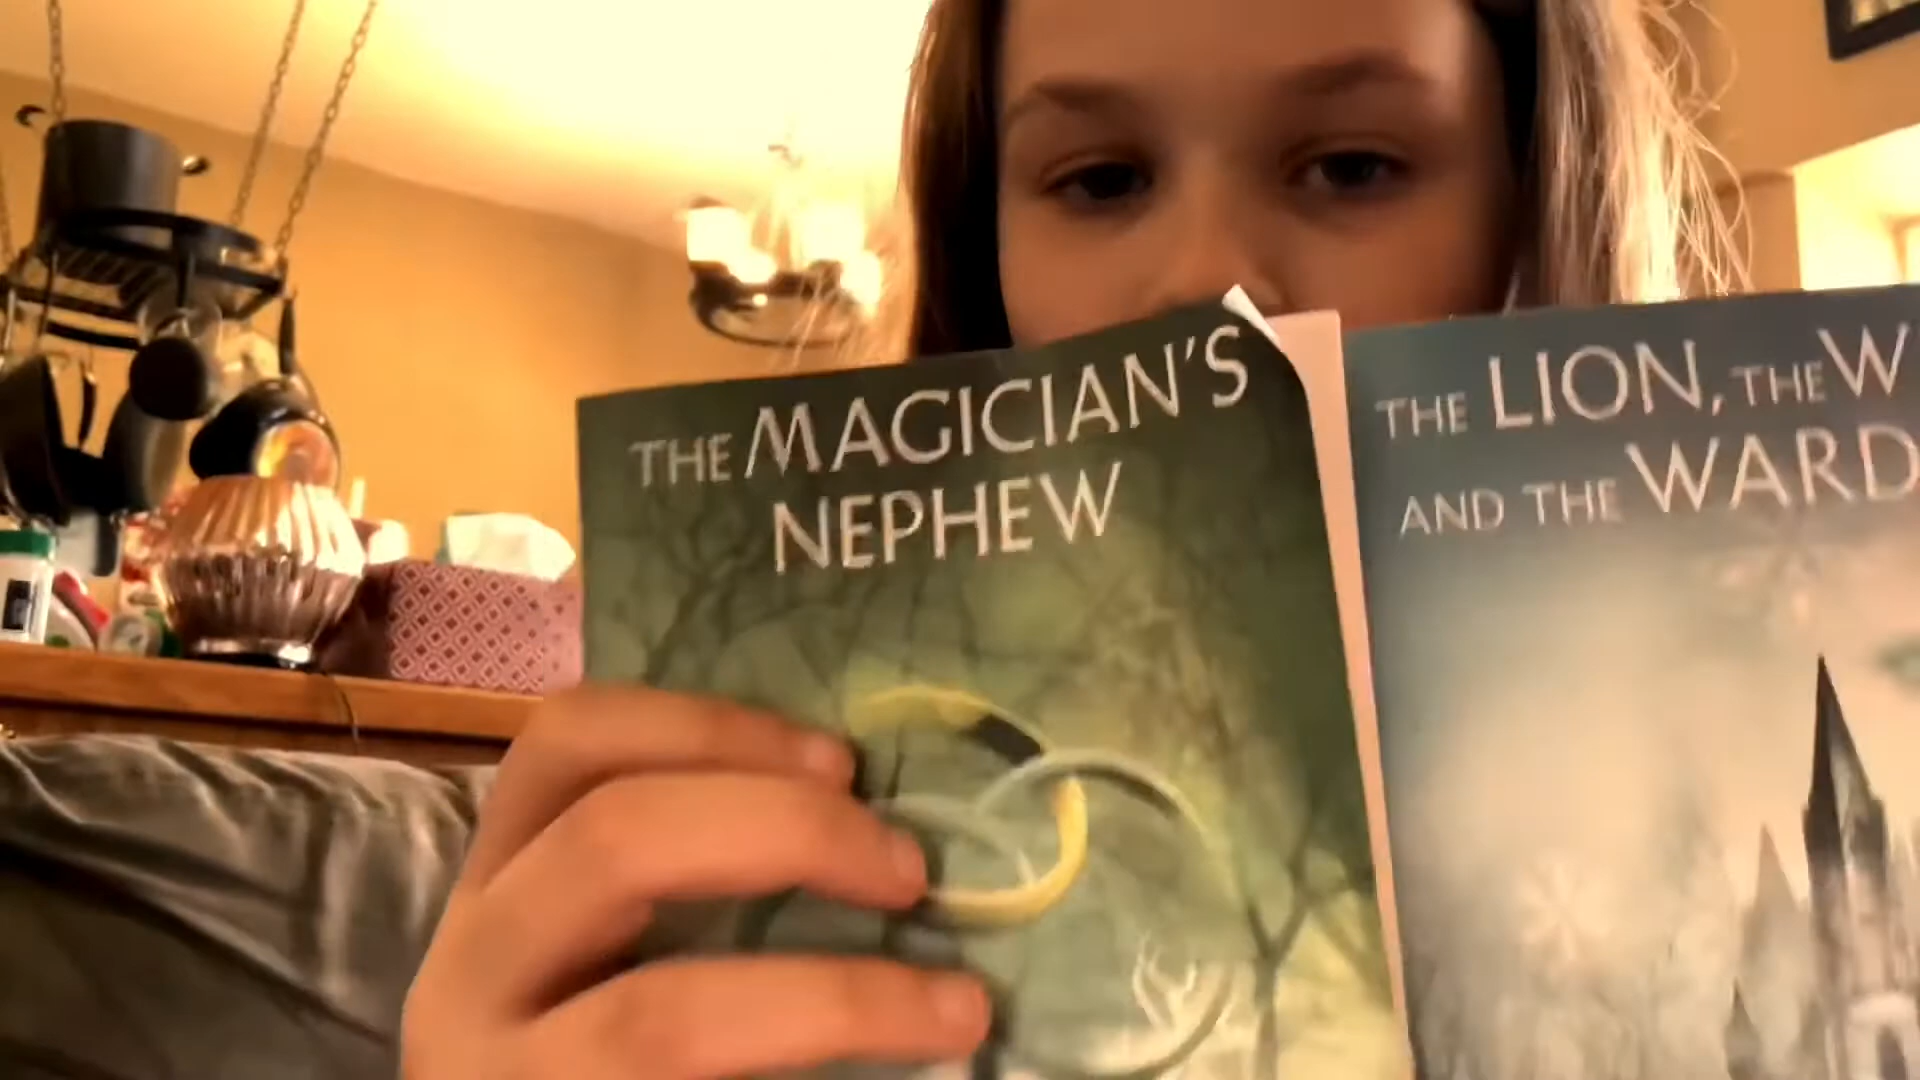 THE MAGICIAN'S
NEPHEW
THE LION, THE W
AND THE WARD